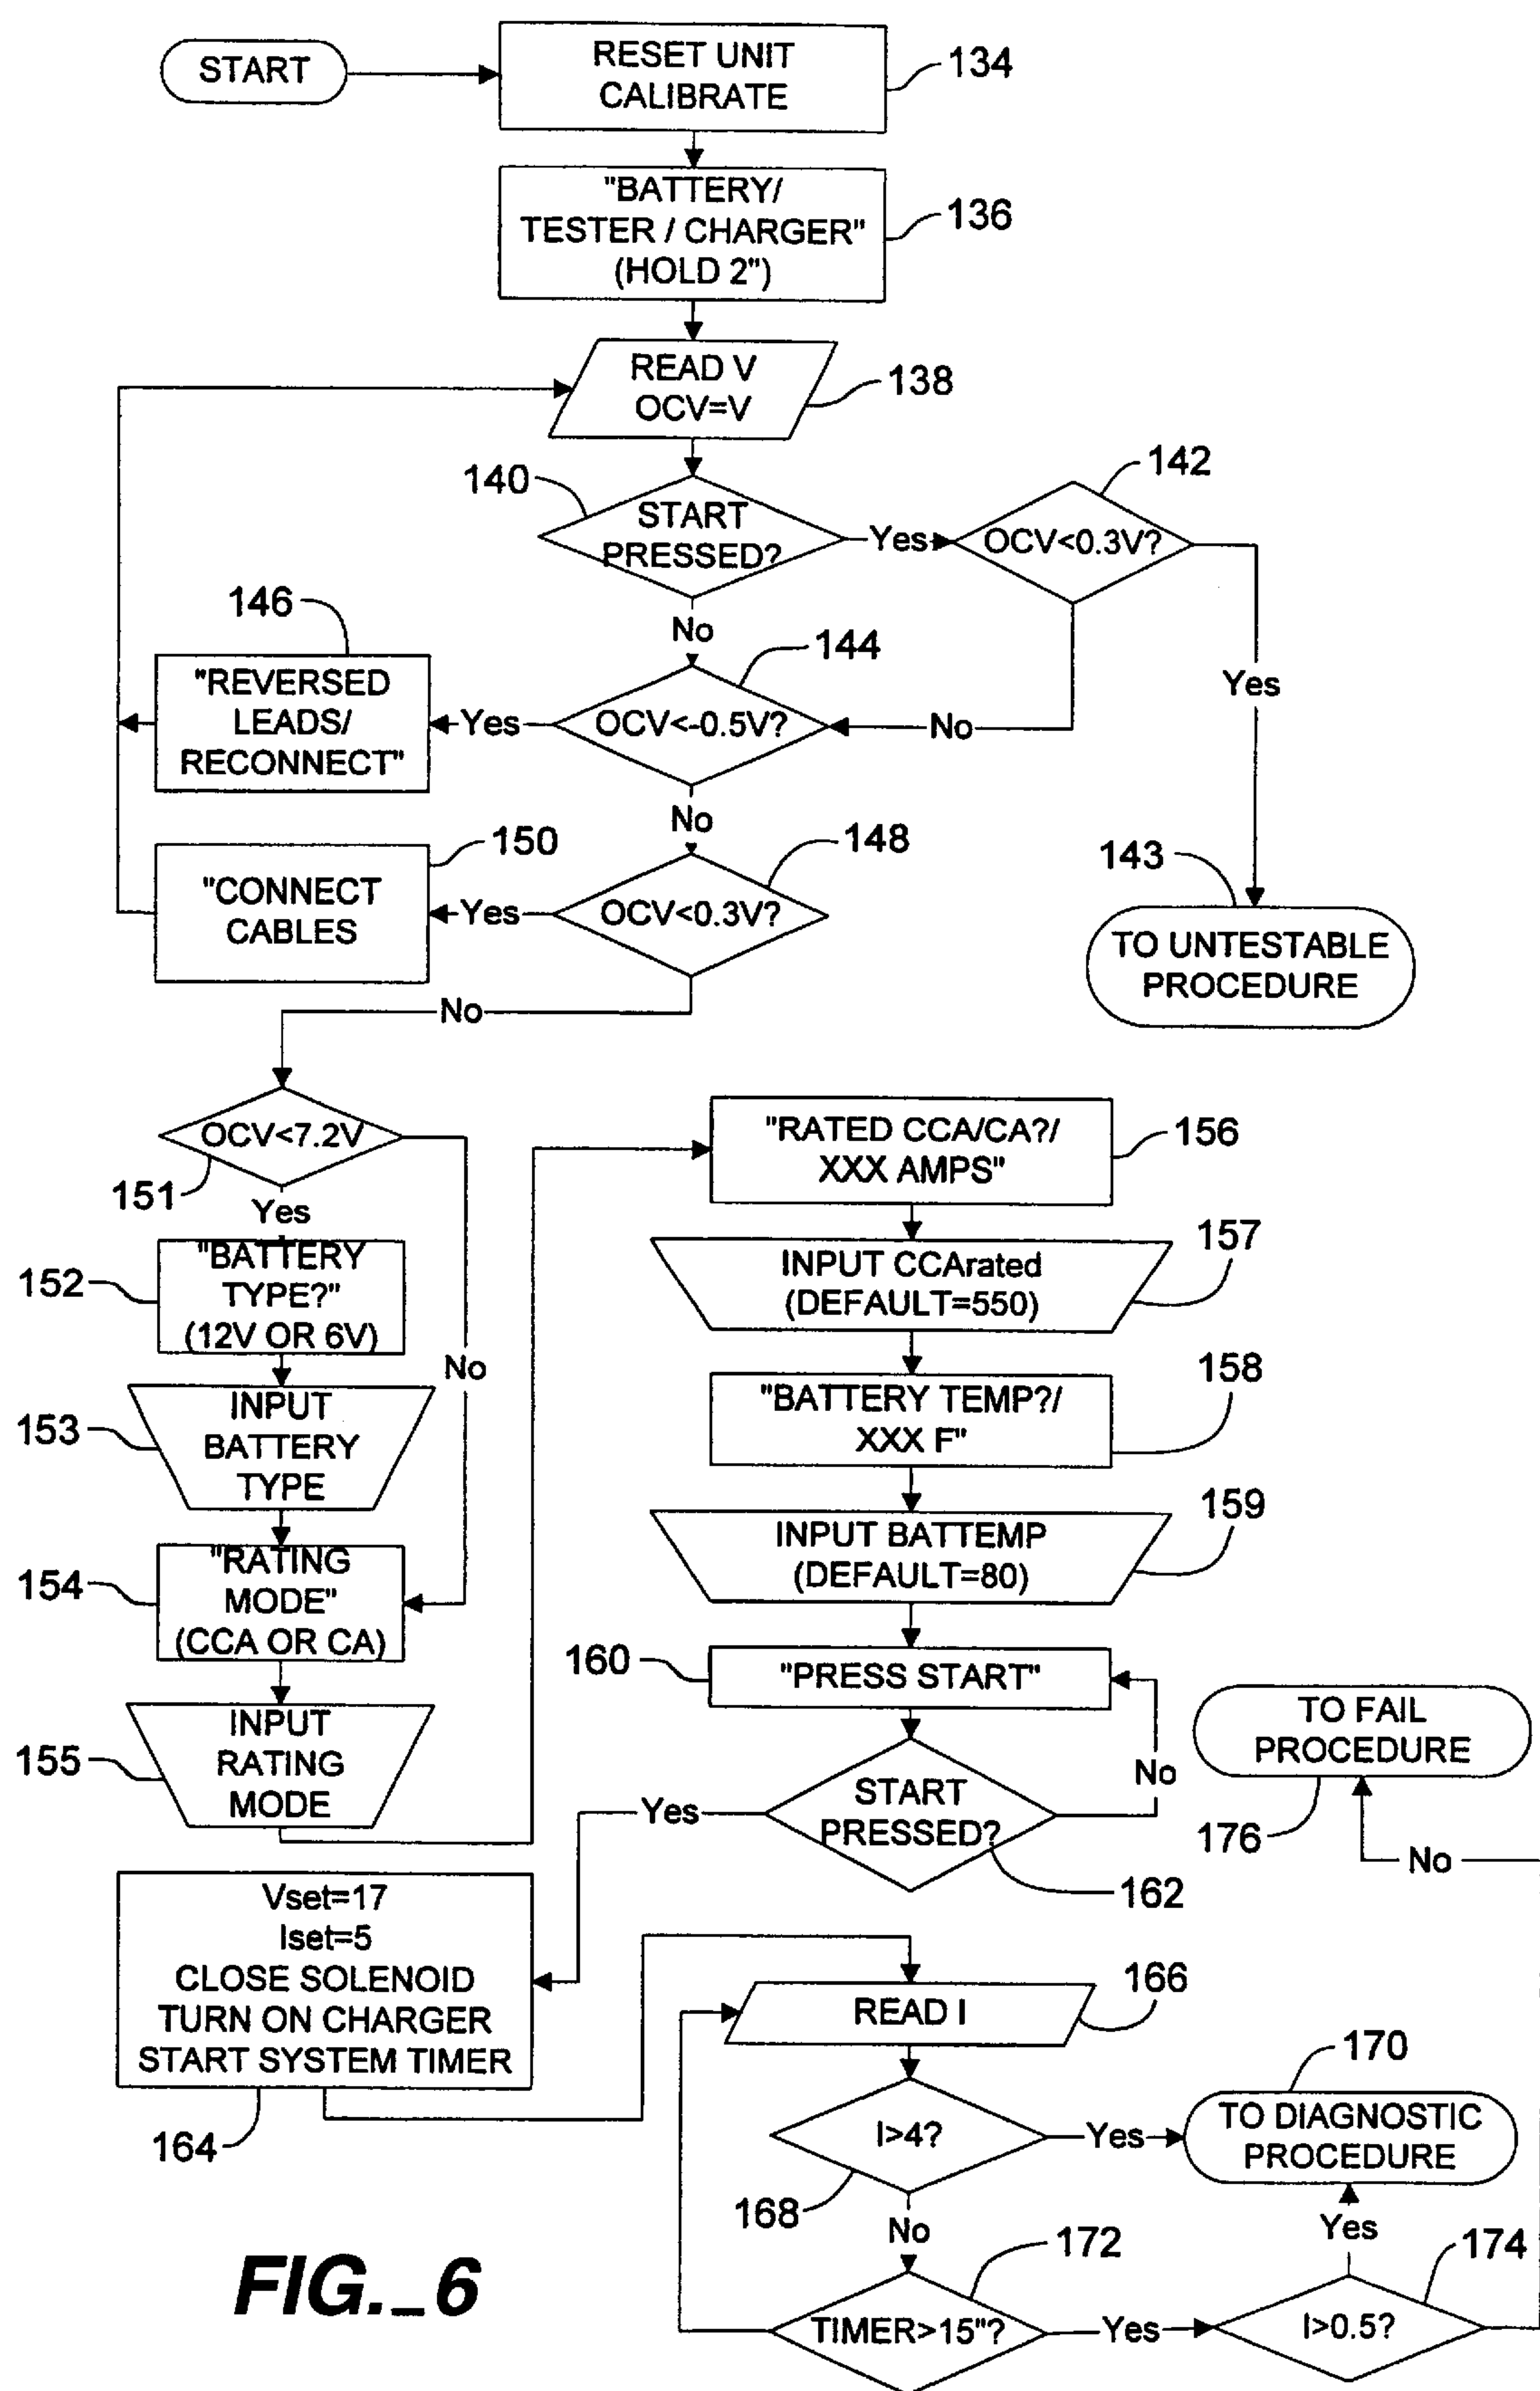 START
RESET UNIT
CALIBRATE
134
"BATTERY/
TESTER / CHARGER"
(HOLD 2")
136
READ V
OCV=V
138
140
START
PRESSED?
Yes
142
OCV<0.3V?
No
Yes
146
"REVERSED
LEADS/
RECONNECT"
Yes
144
OCV<-0.5V?
No
No
150
"CONNECT
CABLES
Yes
148
OCV<0.3V?
143
TO UNTESTABLE
PROCEDURE
No
OCV<7.2V
151
Yes
No
152
"BATTERY
TYPE?"
(12V OR 6V)
153
INPUT
BATTERY
TYPE
154
"RATING
MODE"
(CCA OR CA)
155
INPUT
RATING
MODE
"RATED CCA/CA?/
XXX AMPS"
156
INPUT CCArated
(DEFAULT=550)
157
"BATTERY TEMP?/
XXX F"
158
INPUT BATTEMP
(DEFAULT=80)
159
160
"PRESS START"
No
START
PRESSED?
Yes
162
TO FAIL
PROCEDURE
176
No
Vset=17
Iset=5
CLOSE SOLENOID
TURN ON CHARGER
START SYSTEM TIMER
164
READ I
166
I>4?
168
Yes
170
TO DIAGNOSTIC
PROCEDURE
No
172
TIMER>15"?
Yes
Yes
174
I>0.5?
FIG._6